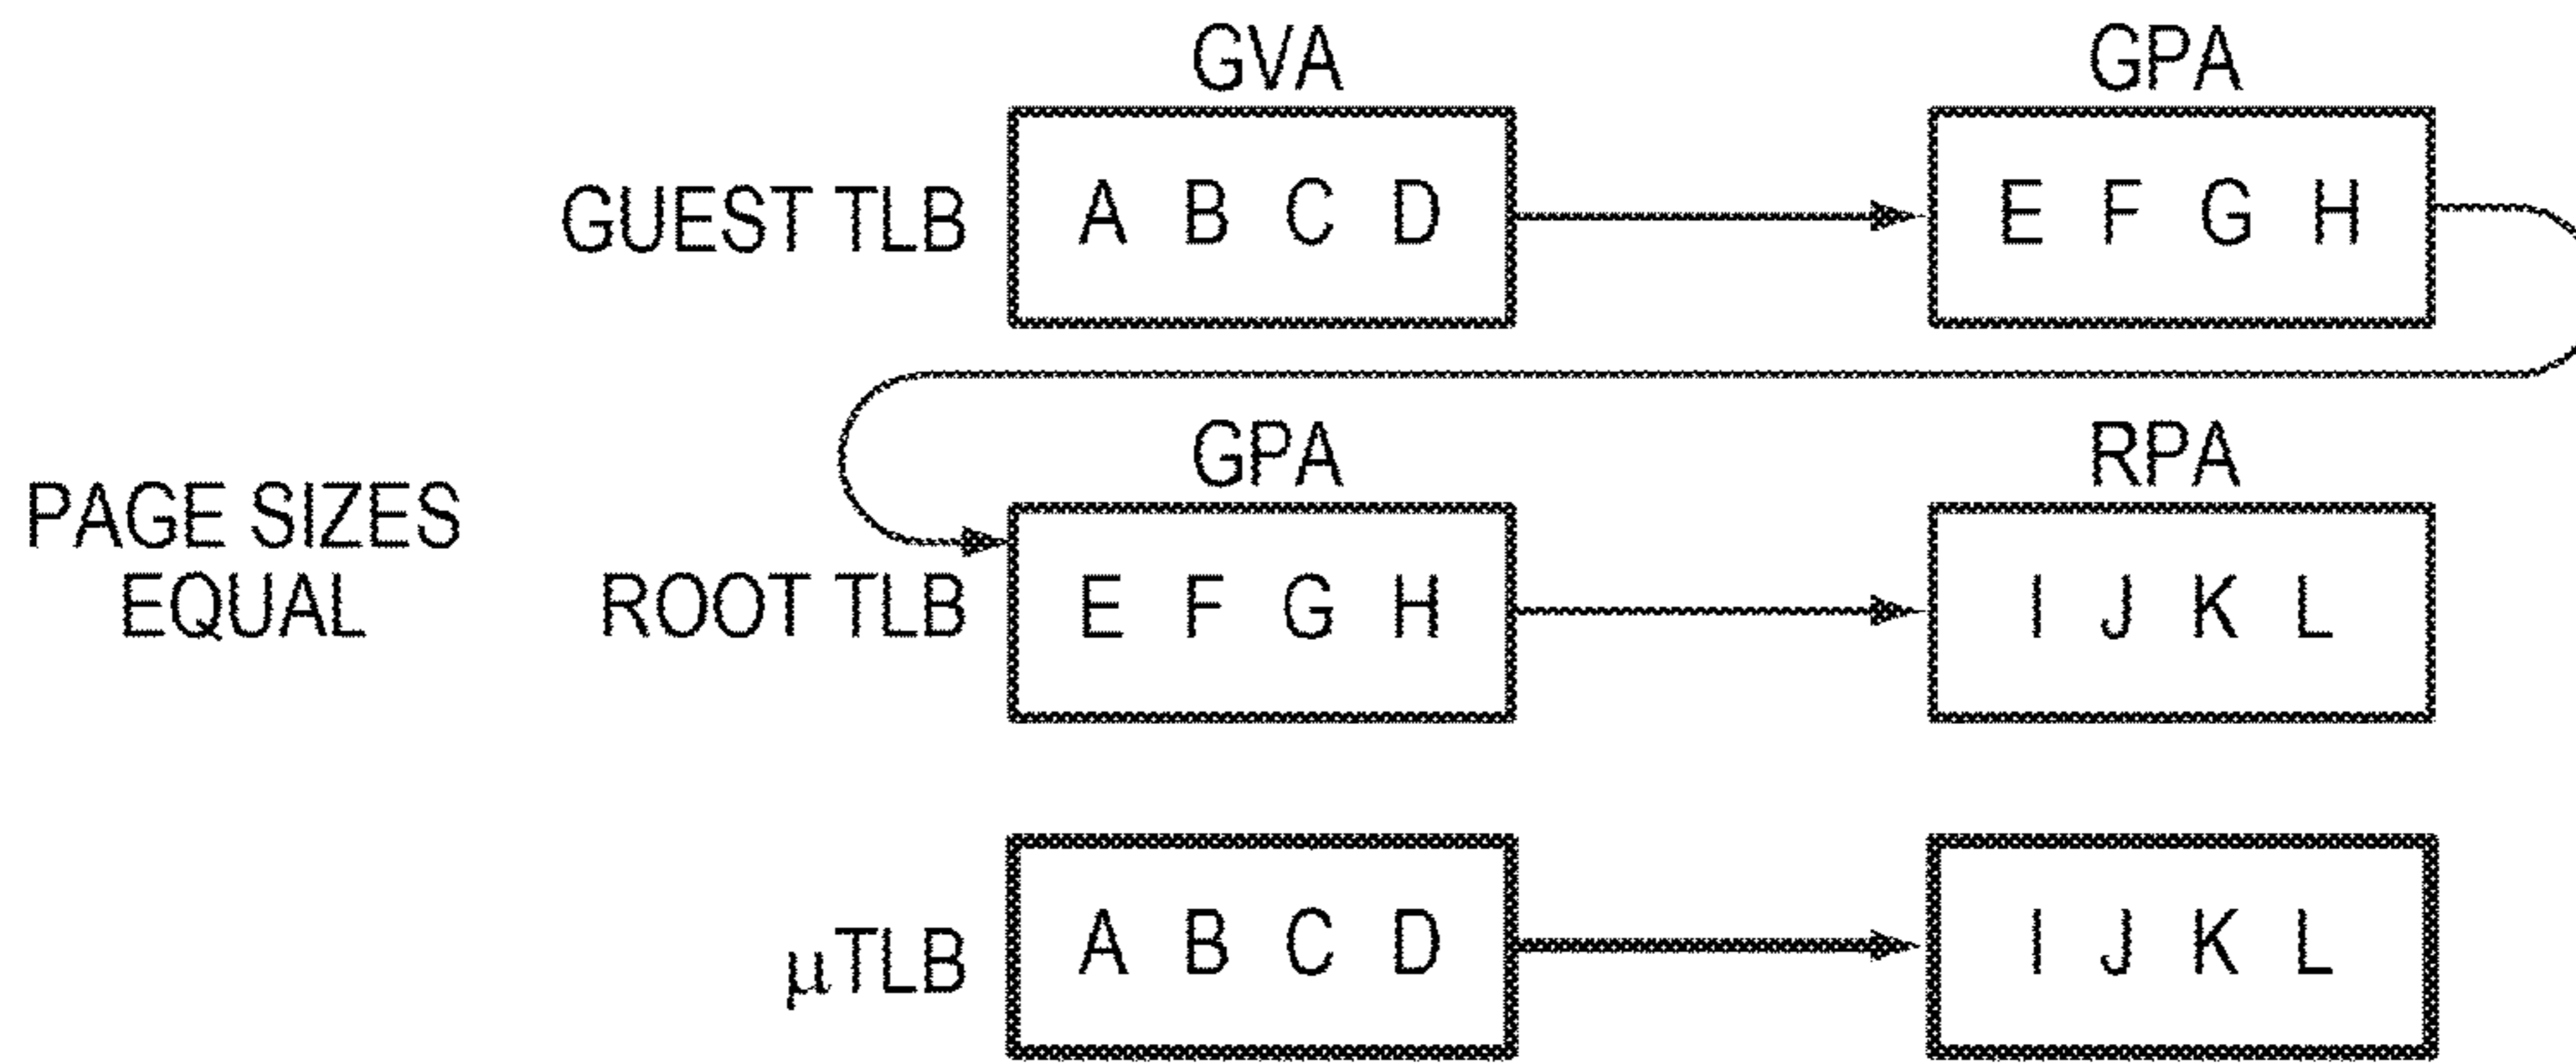 GVA GPA
GUEST TLB A B C D E F G H
GPA RPA
PAGE SIZES
EQUAL
ROOT TLB E F G H I J K L
µTLB A B C D I J K L